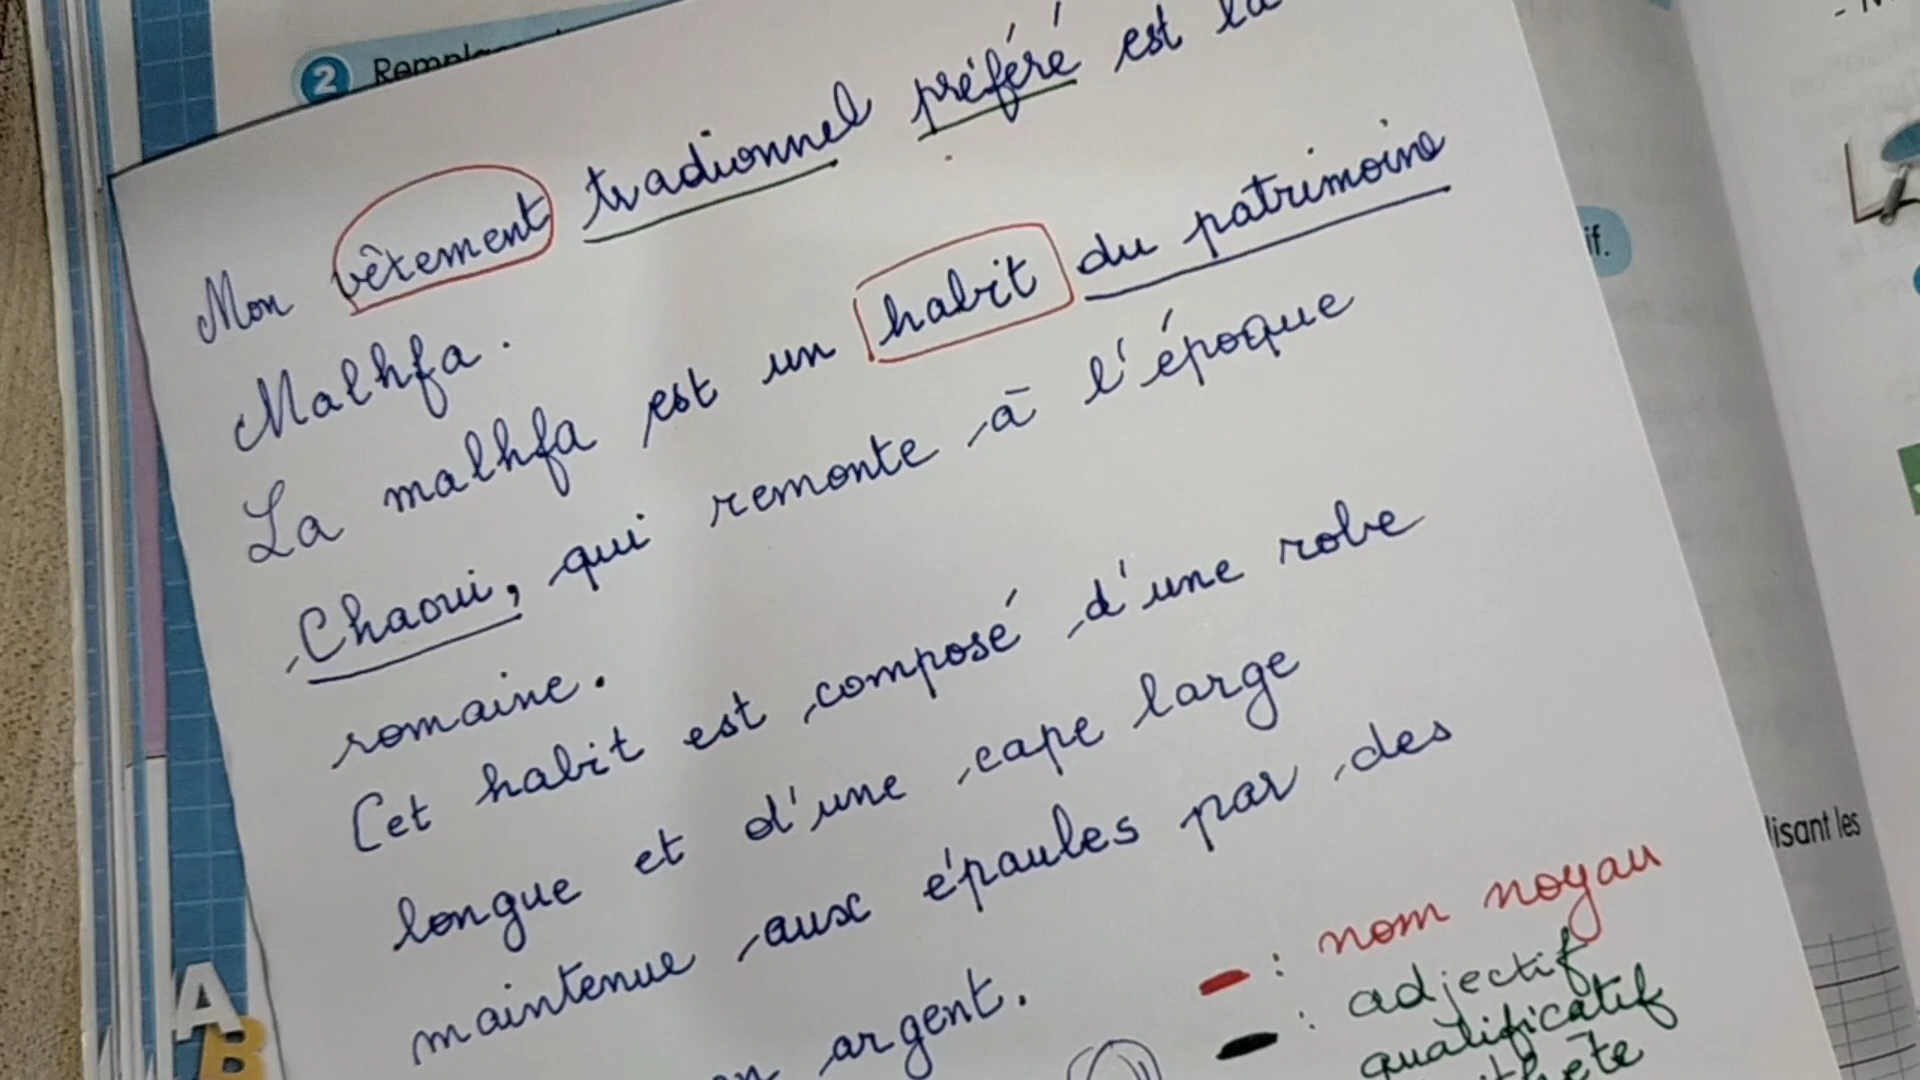 2
Mon vêtement tradionnel préféré est la
Malhfa.
La malhfa est un habit du patrimoine
Chaoui, qui remonte à l'époque
romaine.
Cet habit est composé d'une robe
longue et d'une cape large
maintenue aux épaules par des
argent.
: nom noyau
: adjectif
qualificatif
if.
lisant les
A
B